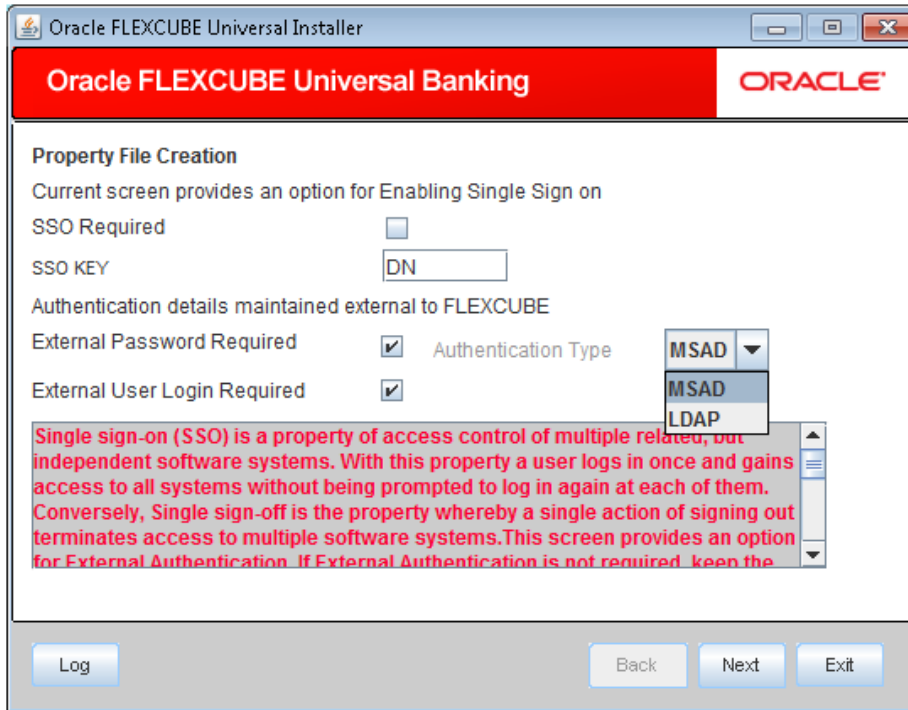 Oracle FLEXCUBE Universal Installer
Oracle FLEXCUBE Universal Banking
ORACLE®
Property File Creation
Current screen provides an option for Enabling Single Sign on
SSO Required
SSO KEY DN
Authentication details maintained external to FLEXCUBE
External Password Required Authentication Type MSAD
External User Login Required MSAD
LDAP
Single sign-on (SSO) is a property of access control of multiple related, but
independent software systems. With this property a user logs in once and gains
access to all systems without being prompted to log in again at each of them.
Conversely, Single sign-off is the property whereby a single action of signing out
terminates access to multiple software systems.This screen provides an option
for External Authentication. If External Authentication is not required, keep the
Log Back Next Exit